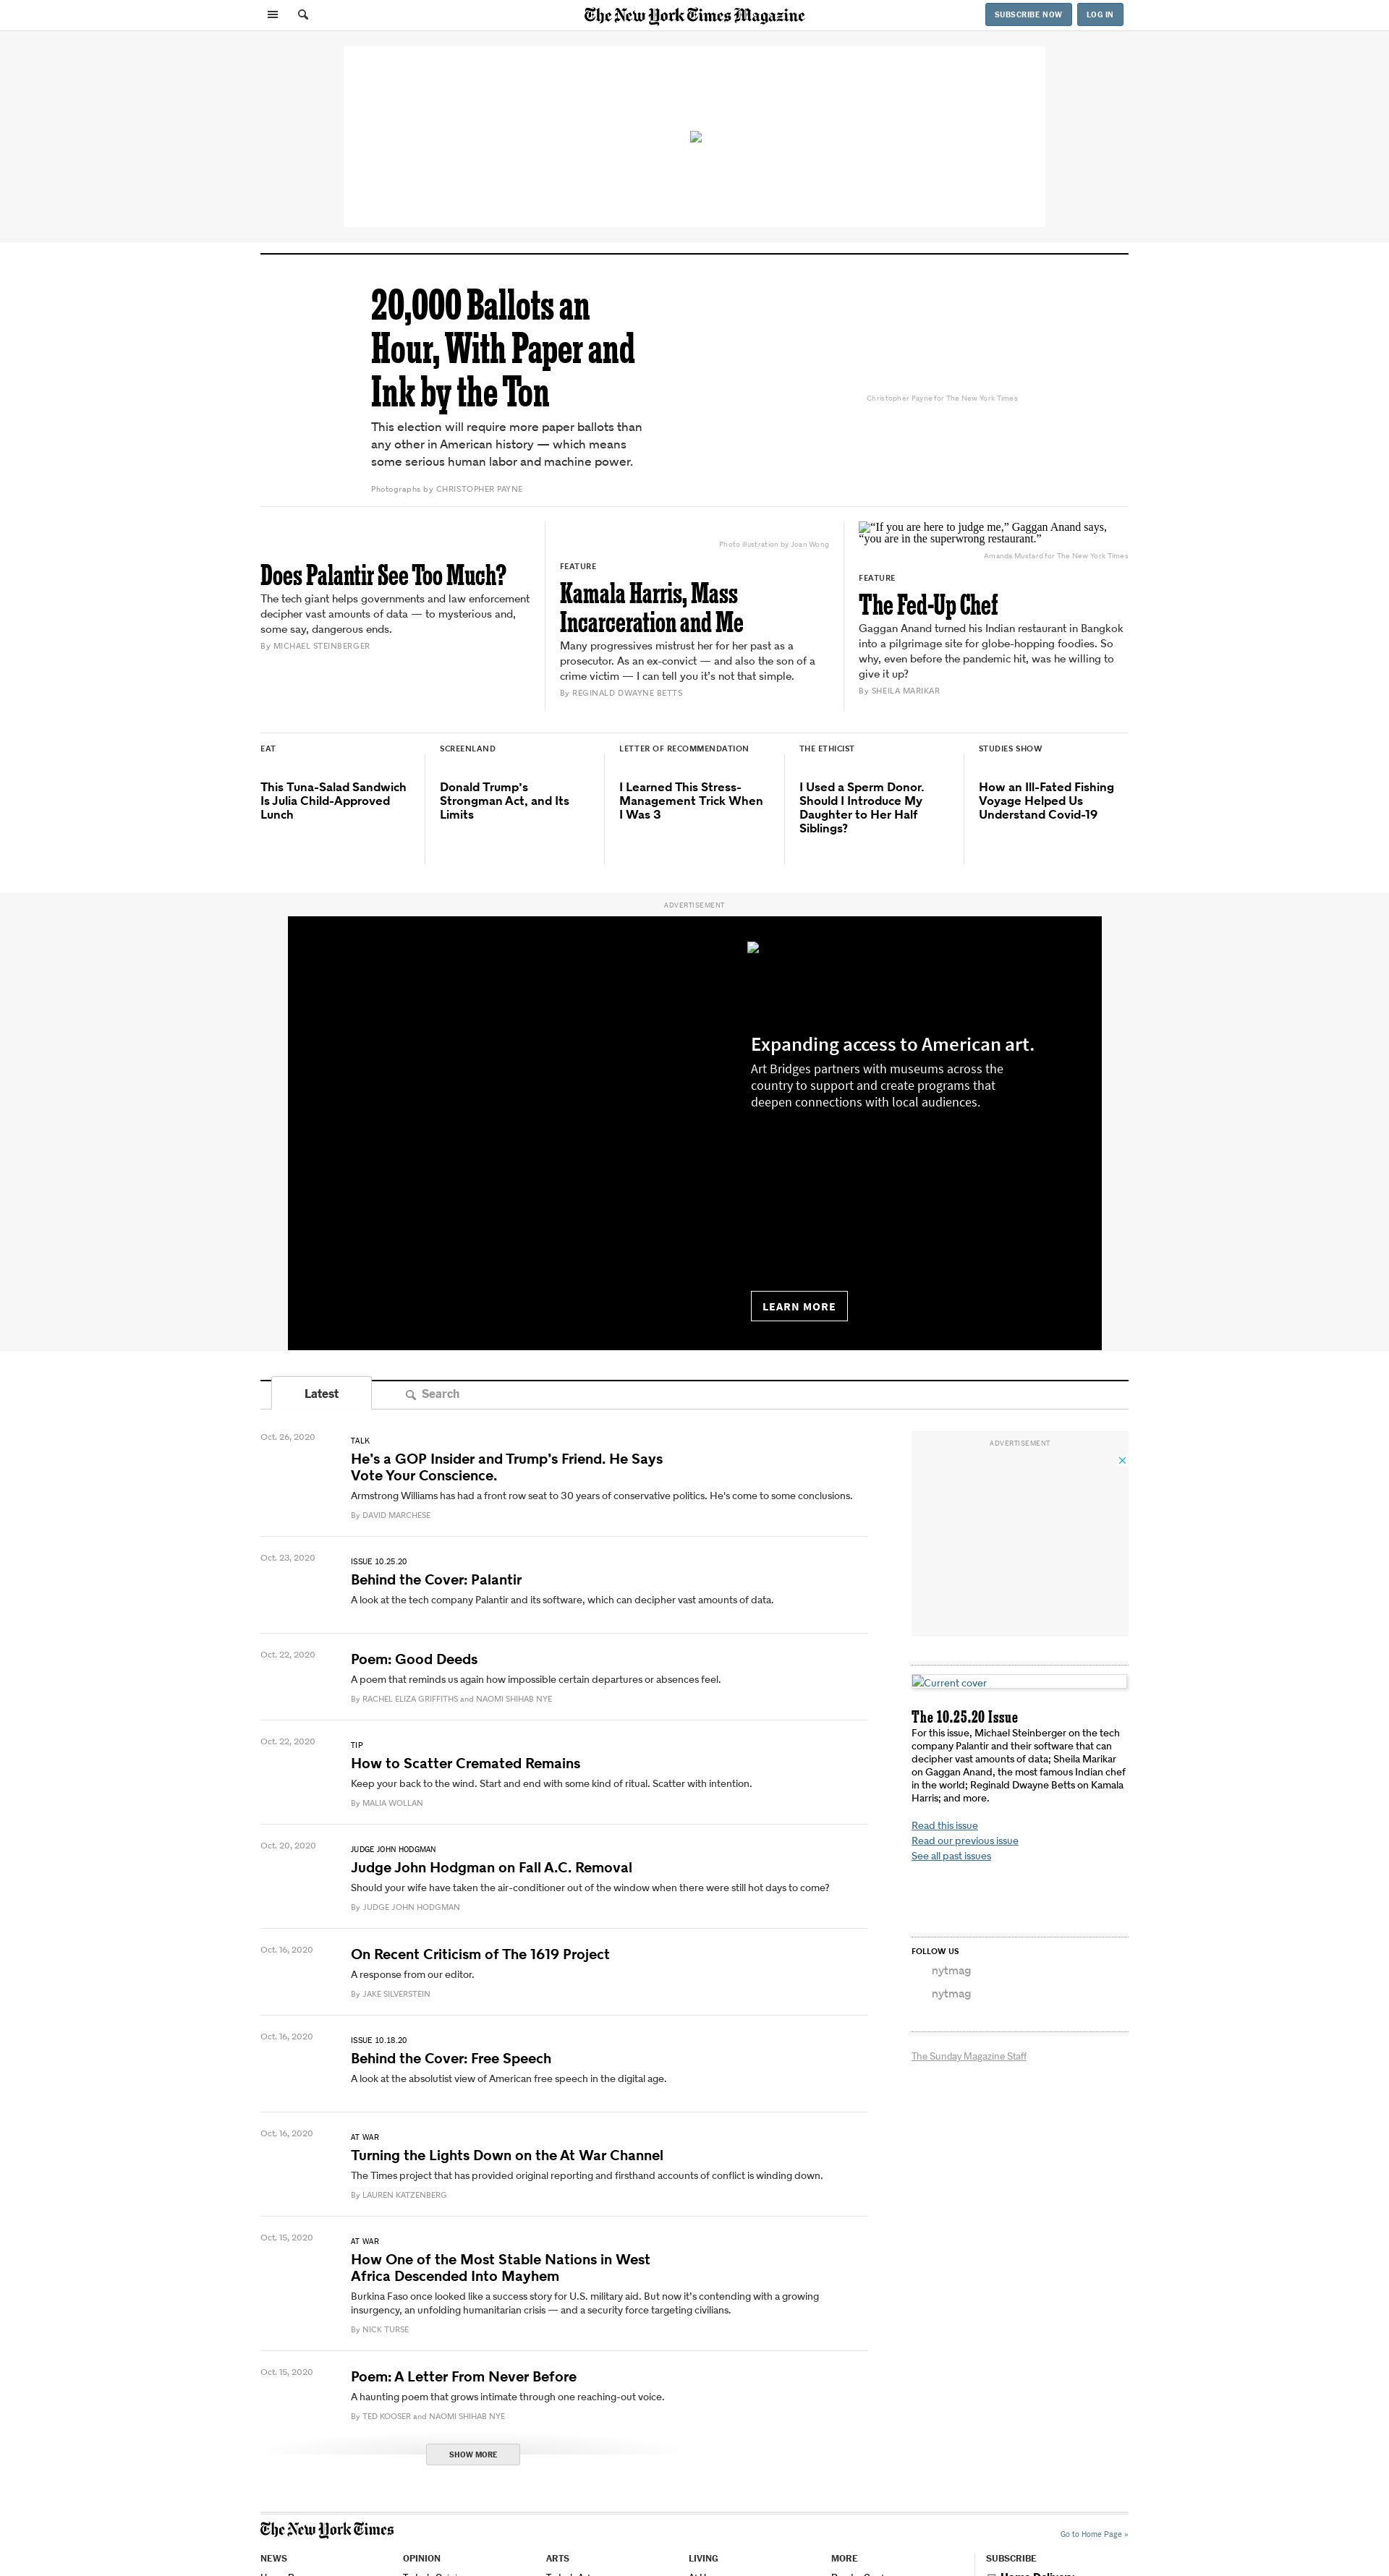 The New York Times Magazine
SUBSCRIBE NOW
LOG IN
20,000 Ballots an
Hour, With Paper and
Ink by the Ton
This election will require more paper ballots than
any other in American history — which means
some serious human labor and machine power.
Photographs by CHRISTOPHER PAYNE
Christopher Payne for The New York Times
Does Palantir See Too Much?
The tech giant helps governments and law enforcement
decipher vast amounts of data — to mysterious and,
some say, dangerous ends.
By MICHAEL STEINBERGER
Photo illustration by Joan Wong
FEATURE
Kamala Harris, Mass
Incarceration and Me
Many progressives mistrust her for her past as a
prosecutor. As an ex-convict — and also the son of a
crime victim — I can tell you it’s not that simple.
By REGINALD DWAYNE BETTS
“If you are here to judge me,” Gaggan Anand says,
“you are in the superwrong restaurant.”
Amanda Mustard for The New York Times
FEATURE
The Fed-Up Chef
Gaggan Anand turned his Indian restaurant in Bangkok
into a pilgrimage site for globe-hopping foodies. So
why, even before the pandemic hit, was he willing to
give it up?
By SHEILA MARIKAR
EAT
This Tuna-Salad Sandwich
Is Julia Child-Approved
Lunch
SCREENLAND
Donald Trump’s
Strongman Act, and Its
Limits
LETTER OF RECOMMENDATION
I Learned This Stress-
Management Trick When
I Was 3
THE ETHICIST
I Used a Sperm Donor.
Should I Introduce My
Daughter to Her Half
Siblings?
STUDIES SHOW
How an Ill-Fated Fishing
Voyage Helped Us
Understand Covid-19
ADVERTISEMENT
Expanding access to American art.
Art Bridges partners with museums across the
country to support and create programs that
deepen connections with local audiences.
LEARN MORE
Latest
Search
Oct. 26, 2020
TALK
He’s a GOP Insider and Trump’s Friend. He Says
Vote Your Conscience.
Armstrong Williams has had a front row seat to 30 years of conservative politics. He's come to some conclusions.
By DAVID MARCHESE
Oct. 23, 2020
ISSUE 10.25.20
Behind the Cover: Palantir
A look at the tech company Palantir and its software, which can decipher vast amounts of data.
Oct. 22, 2020
Poem: Good Deeds
A poem that reminds us again how impossible certain departures or absences feel.
By RACHEL ELIZA GRIFFITHS and NAOMI SHIHAB NYE
Oct. 22, 2020
TIP
How to Scatter Cremated Remains
Keep your back to the wind. Start and end with some kind of ritual. Scatter with intention.
By MALIA WOLLAN
Oct. 20, 2020
JUDGE JOHN HODGMAN
Judge John Hodgman on Fall A.C. Removal
Should your wife have taken the air-conditioner out of the window when there were still hot days to come?
By JUDGE JOHN HODGMAN
Oct. 16, 2020
On Recent Criticism of The 1619 Project
A response from our editor.
By JAKE SILVERSTEIN
Oct. 16, 2020
ISSUE 10.18.20
Behind the Cover: Free Speech
A look at the absolutist view of American free speech in the digital age.
Oct. 16, 2020
AT WAR
Turning the Lights Down on the At War Channel
The Times project that has provided original reporting and firsthand accounts of conflict is winding down.
By LAUREN KATZENBERG
Oct. 15, 2020
AT WAR
How One of the Most Stable Nations in West
Africa Descended Into Mayhem
Burkina Faso once looked like a success story for U.S. military aid. But now it’s contending with a growing
insurgency, an unfolding humanitarian crisis — and a security force targeting civilians.
By NICK TURSE
Oct. 15, 2020
Poem: A Letter From Never Before
A haunting poem that grows intimate through one reaching-out voice.
By TED KOOSER and NAOMI SHIHAB NYE
SHOW MORE
ADVERTISEMENT
Current cover
The 10.25.20 Issue
For this issue, Michael Steinberger on the tech
company Palantir and their software that can
decipher vast amounts of data; Sheila Marikar
on Gaggan Anand, the most famous Indian chef
in the world; Reginald Dwayne Betts on Kamala
Harris; and more.
Read this issue
Read our previous issue
See all past issues
FOLLOW US
nytmag
nytmag
The Sunday Magazine Staff
The New York Times
Go to Home Page »
NEWS
OPINION
ARTS
LIVING
MORE
SUBSCRIBE